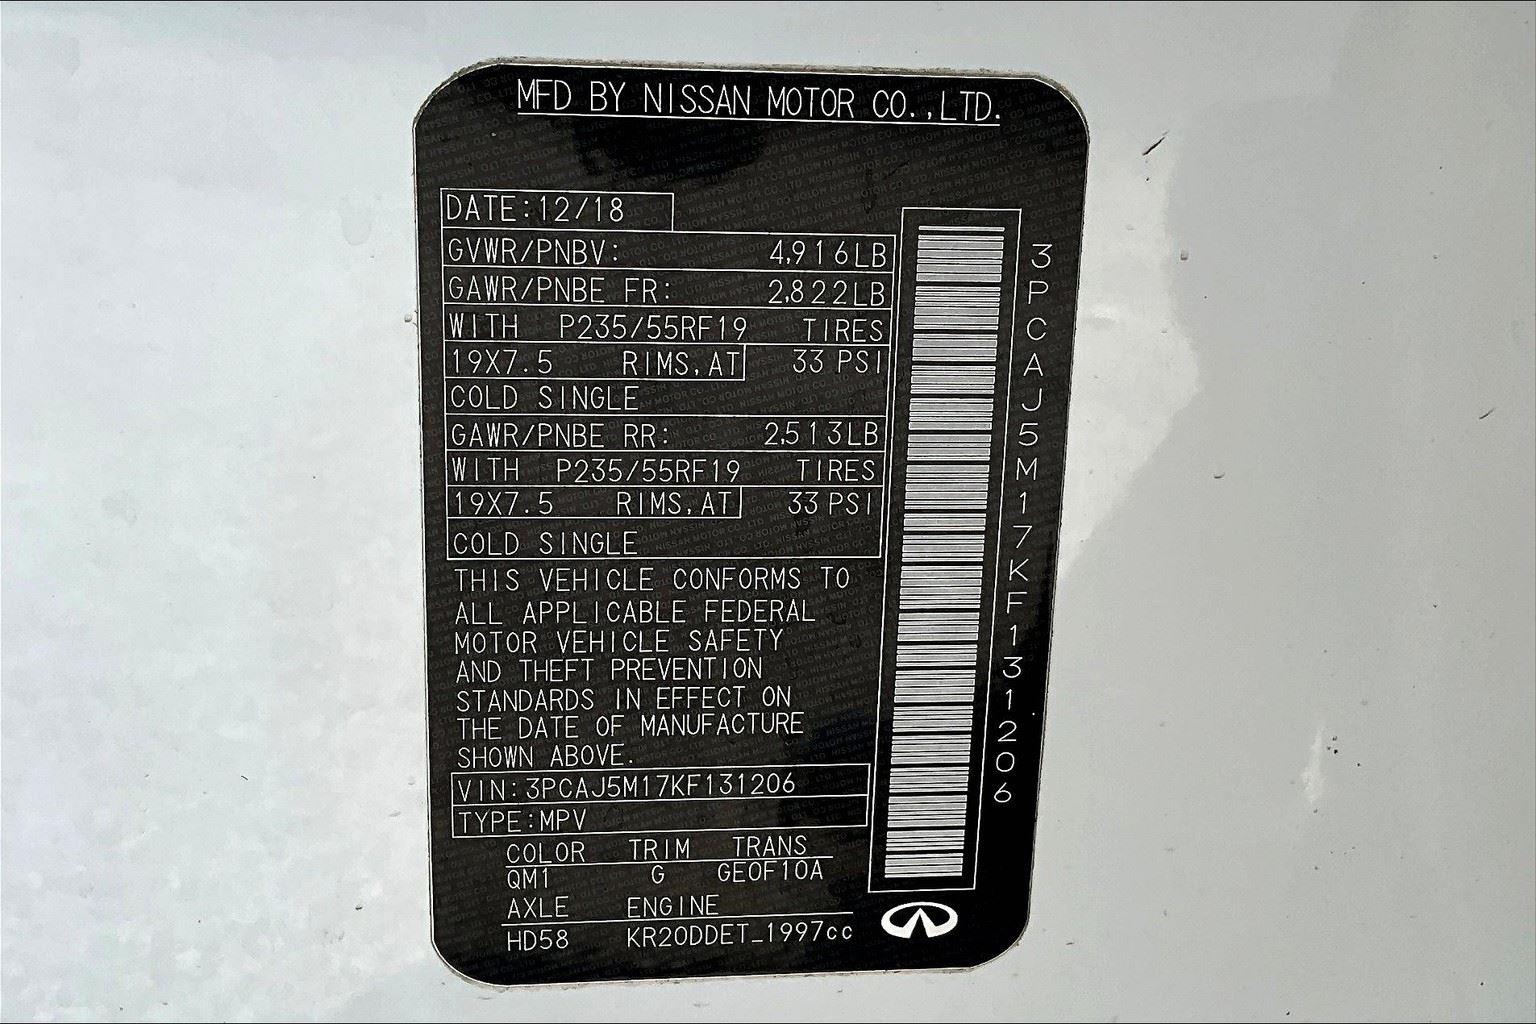 MFD BY NISSAN MOTOR CO.,LTD.
DATE:12/18
GVWR/PNBV: 4,916LB
GAWR/PNBE FR: 2,822LB
WITH P235/55RF19 TIRES
19X7.5 RIMS,AT 33 PSI
COLD SINGLE
GAWR/PNBE RR: 2,513LB
WITH P235/55RF19 TIRES
19X7.5 RIMS,AT 33 PSI
COLD SINGLE
THIS VEHICLE CONFORMS TO
ALL APPLICABLE FEDERAL
MOTOR VEHICLE SAFETY
AND THEFT PREVENTION
STANDARDS IN EFFECT ON
THE DATE OF MANUFACTURE
SHOWN ABOVE.
VIN:3PCAJ5M17KF131206
TYPE:MPV
COLOR TRIM TRANS
QM1 G GE0F10A
AXLE ENGINE
HD58 KR20DDET_1997cc
3PCAJ5M17KF131206